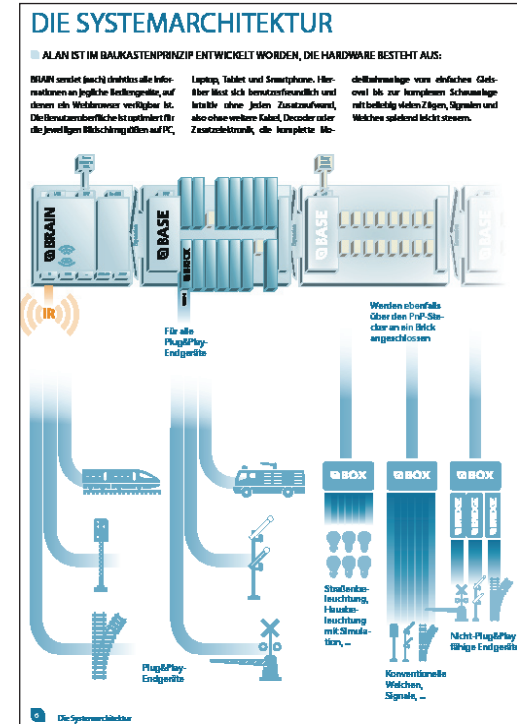 DIE SYSTEMARCHITEKTUR
ALAN IST IM BAUKASTENPRINZIP ENTWICKELT WORDEN, DIE HARDWARE BESTEHT AUS:
BRAIN sendet (auch) drahtlos alle Infor-
mationen an jegliche Bediengeräte, auf
denen ein Webbrowser verfügbar ist.
Die Benutzeroberfläche ist optimiert für
die jeweiligen Bildschirmgrößen auf PC,
Laptop, Tablet und Smartphone. Hier-
über lässt sich benutzerfreundlich und
intuitiv ohne jeden Zusatzaufwand,
also ohne weitere Kabel, Decoder oder
Zusatzelektronik, die komplette Mo-
dellbahnanlage vom einfachen Gleis-
oval bis zur komplexen Schauanlage
mit beliebig vielen Zügen, Signalen und
Weichen spielend leicht steuern.
BRAIN
BASE
BRICK
BASE
BASE
IR
Für alle
Plug&Play-
Endgeräte
Werden ebenfalls
über den PnP-Ste-
cker an ein Brick
angeschlossen
BOX
BOX
BOX
BRIDGE
BRIDGE
BRIDGE
Straßenbe-
leuchtung,
Hausbe-
leuchtung
mit Simula-
tion, ...
Plug&Play-
Endgeräte
Konventionelle
Weichen,
Signale, ...
Nicht-Plug&Play
fähige Endgeräte
6 Die Systemarchitektur